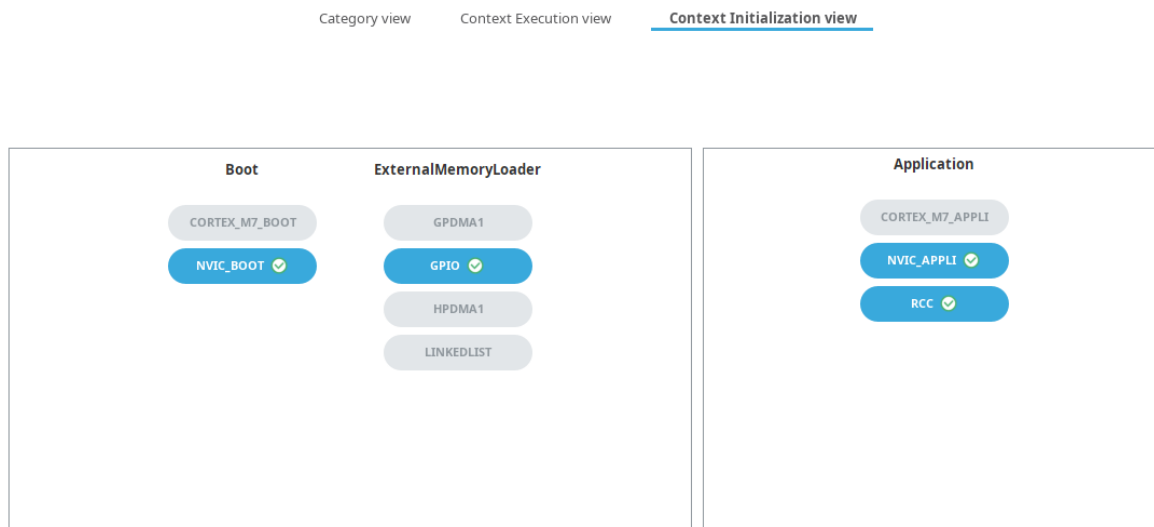 Category view
Context Execution view
Context Initialization view
Boot
CORTEX_M7_BOOT
NVIC_BOOT
ExternalMemoryLoader
GPDMA1
GPIO
HPDMA1
LINKEDLIST
Application
CORTEX_M7_APPLI
NVIC_APPLI
RCC